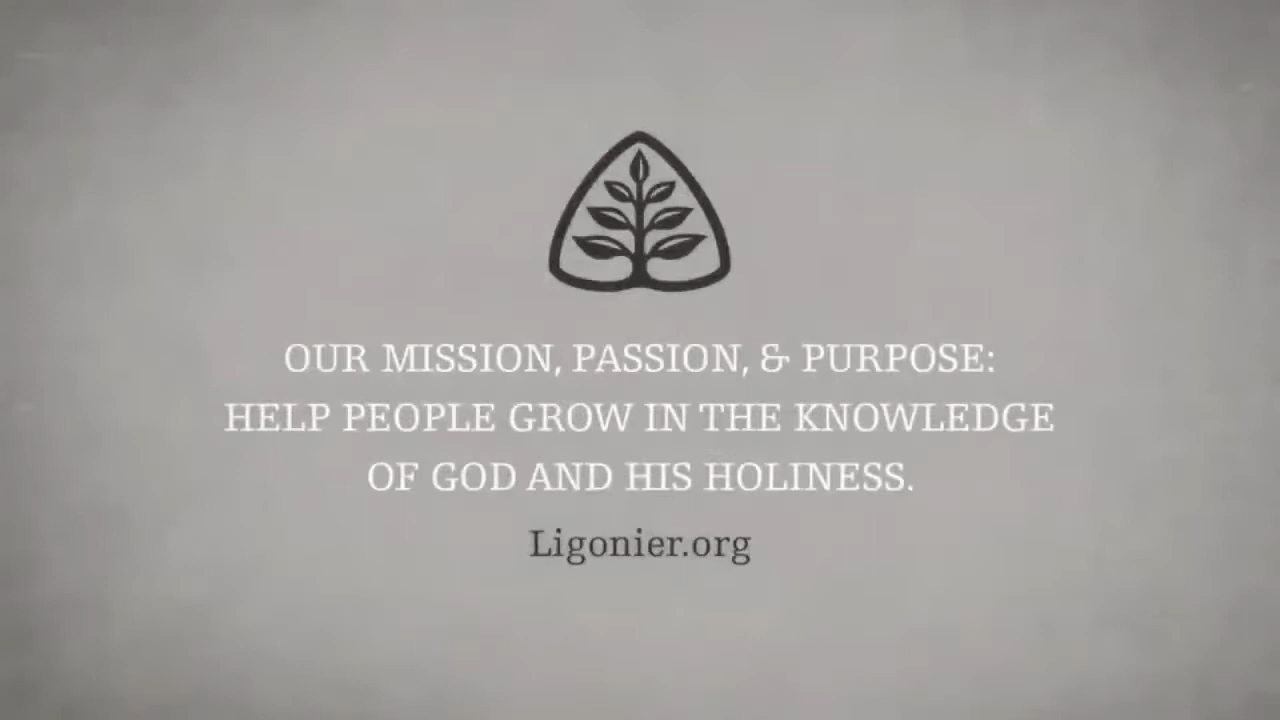 OUR MISSION, PASSION, & PURPOSE:
HELP PEOPLE GROW IN THE KNOWLEDGE
OF GOD AND HIS HOLINESS.
Ligonier.org